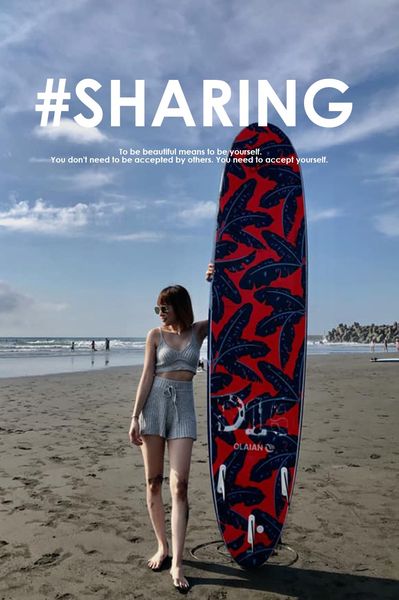 #SHARING
To be beautiful means to be yourself.
You don't need to be accepted by others. You need to accept yourself.
OLAIAN